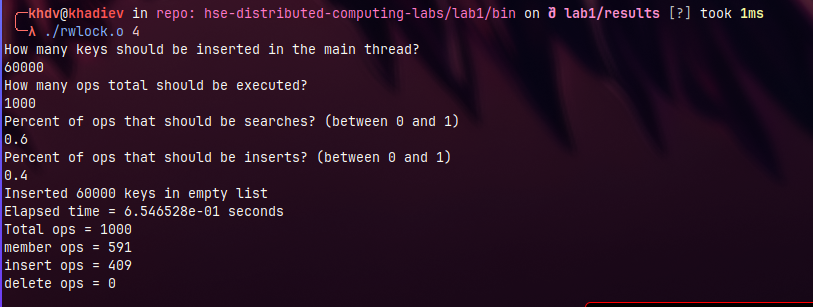 khdv@khadiev in repo: hse-distributed-computing-labs/lab1/bin on lab1/results [?] took 1ms
λ ./rwlock.o 4
How many keys should be inserted in the main thread?
60000
How many ops total should be executed?
1000
Percent of ops that should be searches? (between 0 and 1)
0.6
Percent of ops that should be inserts? (between 0 and 1)
0.4
Inserted 60000 keys in empty list
Elapsed time = 6.546528e-01 seconds
Total ops = 1000
member ops = 591
insert ops = 409
delete ops = 0